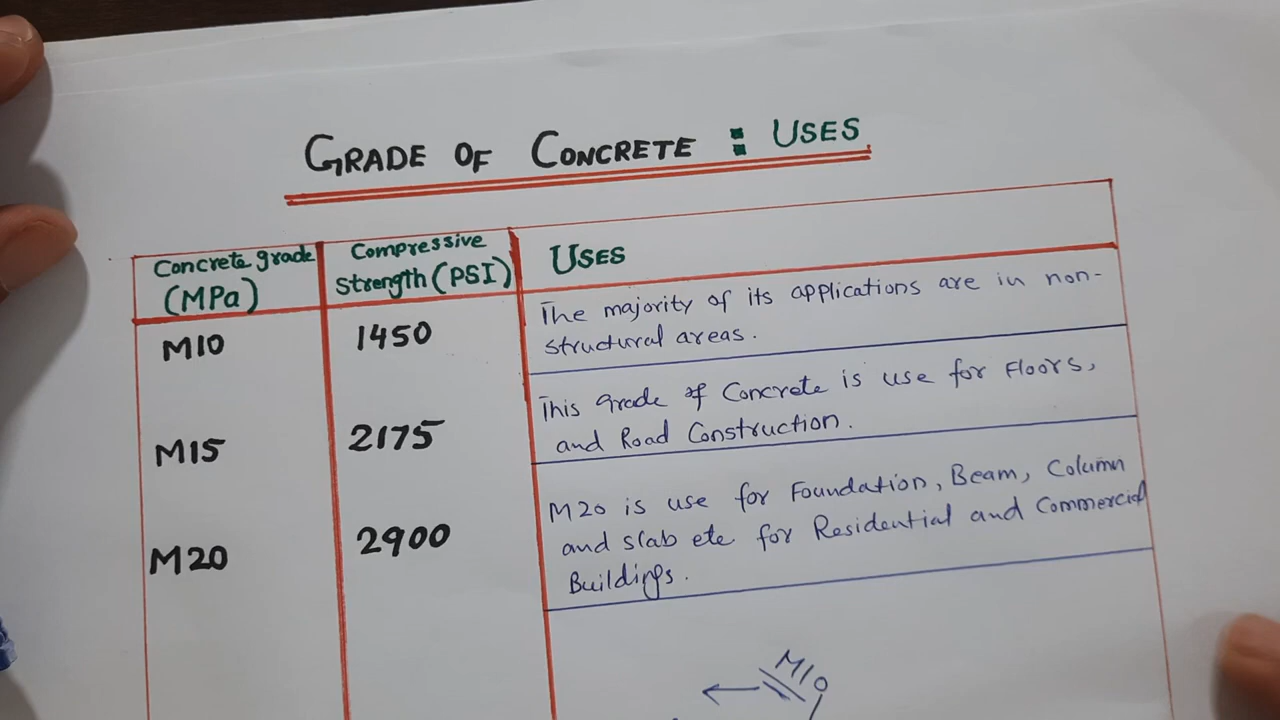 GRADE OF CONCRETE : USES
Concrete grade
(MPa)
Compressive
Strength (PSI)
USES
M10
1450
The majority of its applications are in non-
structural areas.
M15
2175
This Grade of Concrete is use for Floors,
and Road Construction.
M20
2900
M20 is use for Foundation, Beam, Column
and slab etc for Residential and Commercial
Buildings.
M10